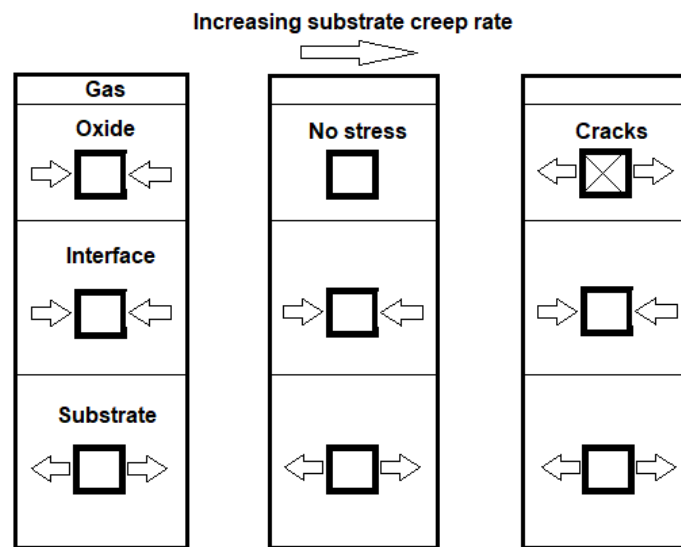 Increasing substrate creep rate
Gas
Oxide
No stress
Cracks
Interface
Substrate